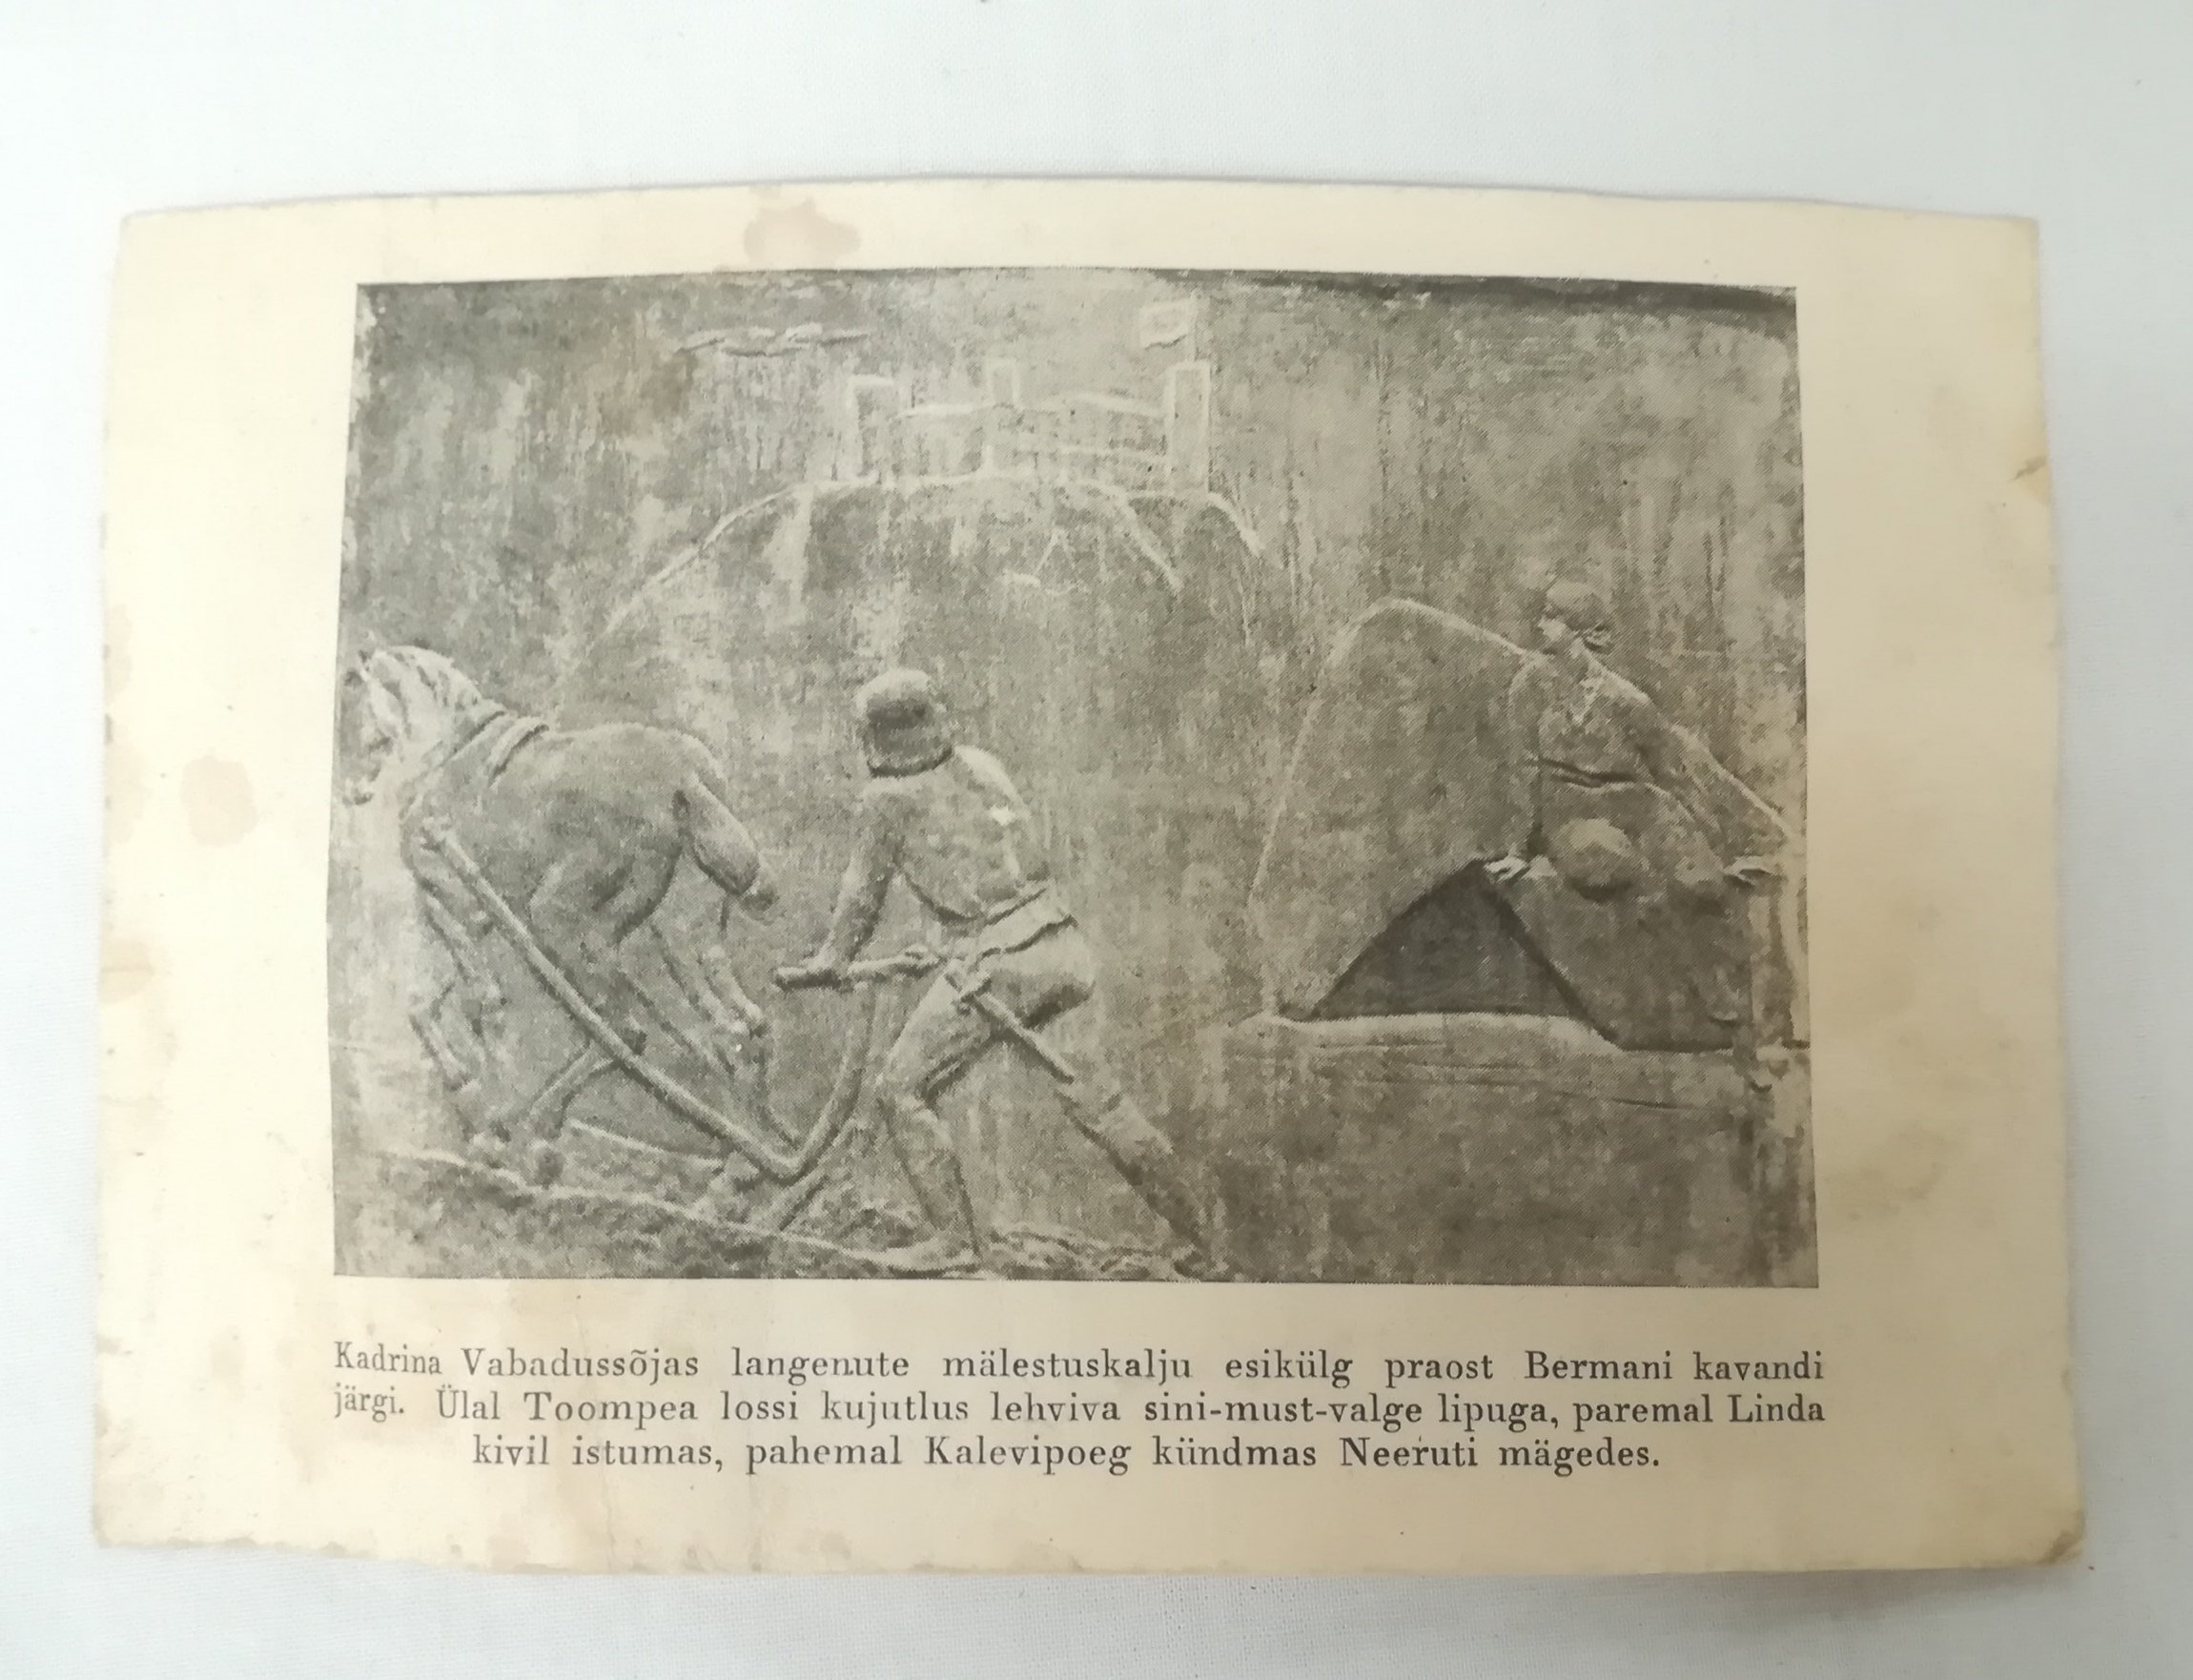 Kadrina Vabadussõjas langenute mälestuskalju esikülg praost Bermani kavandi
järgi. Ülal Toompea lossi kujutlus lehviva sini-must-valge lipuga, paremal Linda
kivil istumas, pahemal Kalevipoeg kündmas Neeruti mägedes.